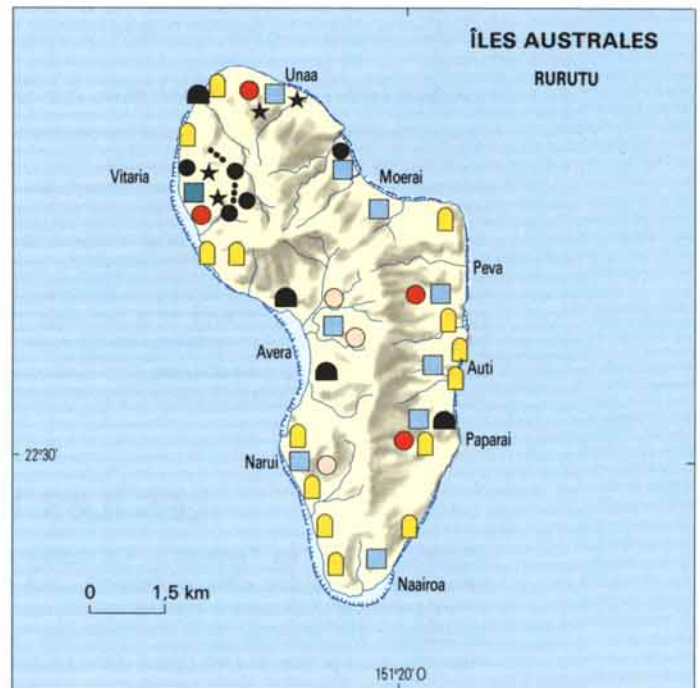 ÎLES AUSTRALES
RURUTU
Unaa
Vitaria
Moerai
Peva
Avera
Auti
Paparai
22°30'
Narui
Naairoa
0 1,5 km
151°20' O